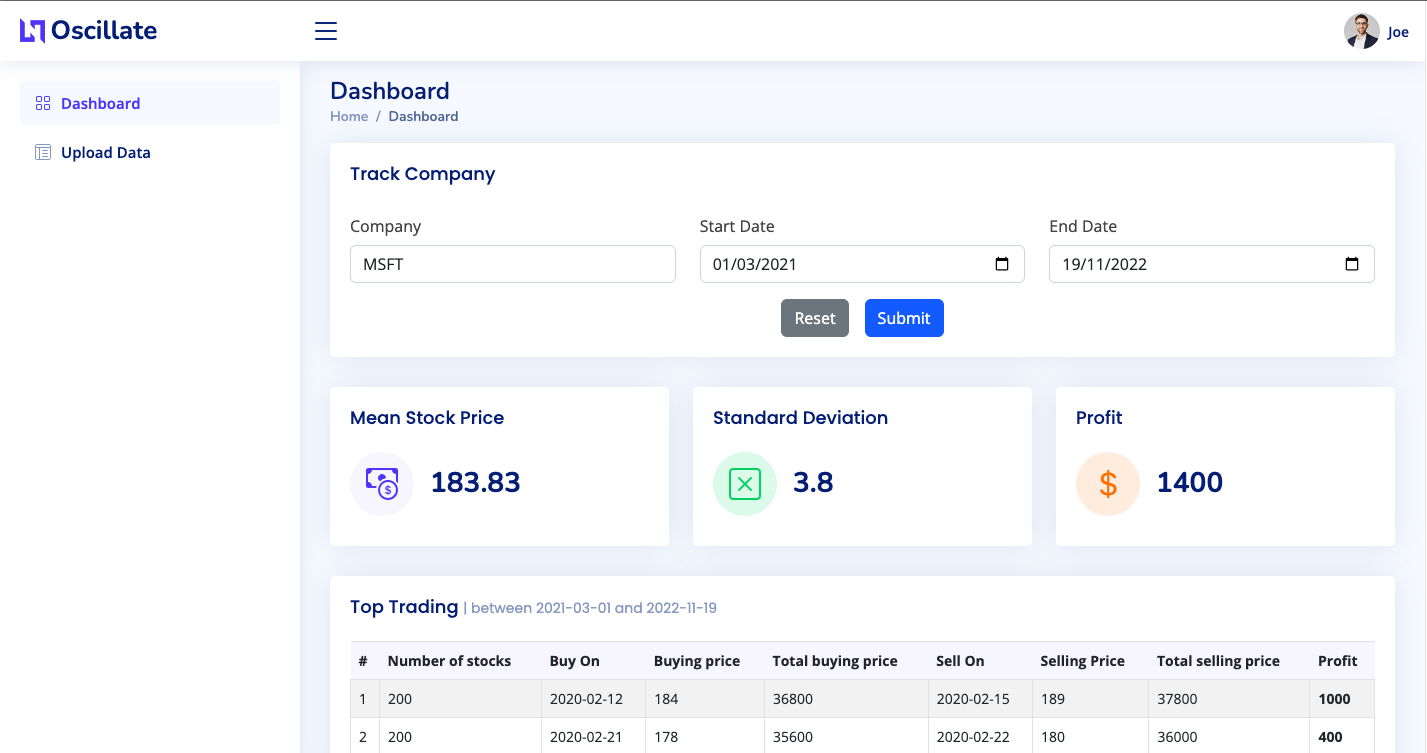 Oscillate
Joe
Dashboard
Upload Data
Dashboard
Home / Dashboard
Track Company
Company Start Date End Date
MSFT 01/03/2021 19/11/2022
Reset Submit
Mean Stock Price Standard Deviation Profit
$ 183.83 3.8 $ 1400
Top Trading | between 2021-03-01 and 2022-11-19
# Number of stocks Buy On Buying price Total buying price Sell On Selling Price Total selling price Profit
1 200 2020-02-12 184 36800 2020-02-15 189 37800 1000
2 200 2020-02-21 178 35600 2020-02-22 180 36000 400